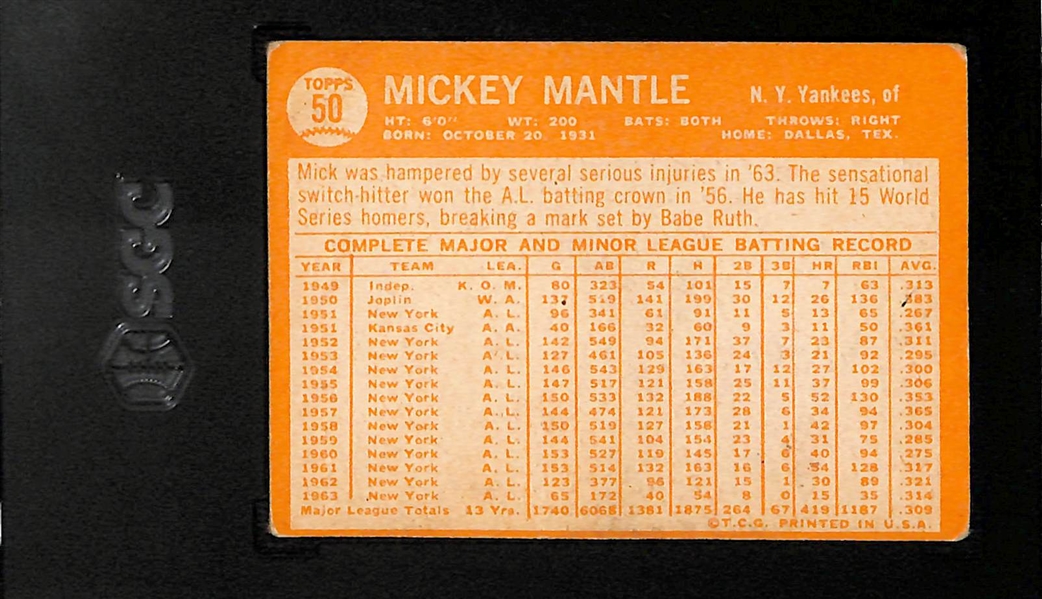 TOPPS
50
MICKEY MANTLE
N. Y. Yankees, of
HT: 6'0" WT: 200 BATS: BOTH THROWS: RIGHT
BORN: OCTOBER 20, 1931 HOME: DALLAS, TEX.
Mick was hampered by several serious injuries in '63. The sensational
switch-hitter won the A.L. batting crown in '56. He has hit 15 World
Series homers, breaking a mark set by Babe Ruth.
COMPLETE MAJOR AND MINOR LEAGUE BATTING RECORD
YEAR TEAM LEA. G AB R H 2B 3B HR RBI AVG.
1949 Indep. K. O. M. 80 323 54 101 15 7 7 63 .313
1950 Joplin W. A. 137 519 141 199 30 12 26 136 .383
1951 New York A. L. 96 341 61 91 11 5 13 65 .267
1951 Kansas City A. A. 40 166 32 60 9 3 11 50 .361
1952 New York A. L. 142 549 94 171 37 7 23 87 .311
1953 New York A. L. 127 461 105 136 24 3 21 92 .295
1954 New York A. L. 146 543 129 163 17 12 27 102 .300
1955 New York A. L. 147 517 121 158 25 11 37 99 .306
1956 New York A. L. 150 533 132 188 22 5 52 130 .353
1957 New York A. L. 144 474 121 173 28 6 34 94 .365
1958 New York A. L. 150 519 127 158 21 1 42 97 .304
1959 New York A. L. 144 541 104 154 23 4 31 75 .285
1960 New York A. L. 153 527 119 145 17 6 40 94 .275
1961 New York A. L. 153 514 132 163 16 6 54 128 .317
1962 New York A. L. 123 377 96 121 15 1 30 89 .321
1963 New York A. L. 65 172 40 54 8 0 15 35 .314
Major League Totals 13 Yrs. 1740 6068 1381 1875 264 67 419 1187 .309
©T.C.G. PRINTED IN U.S.A.
SGC